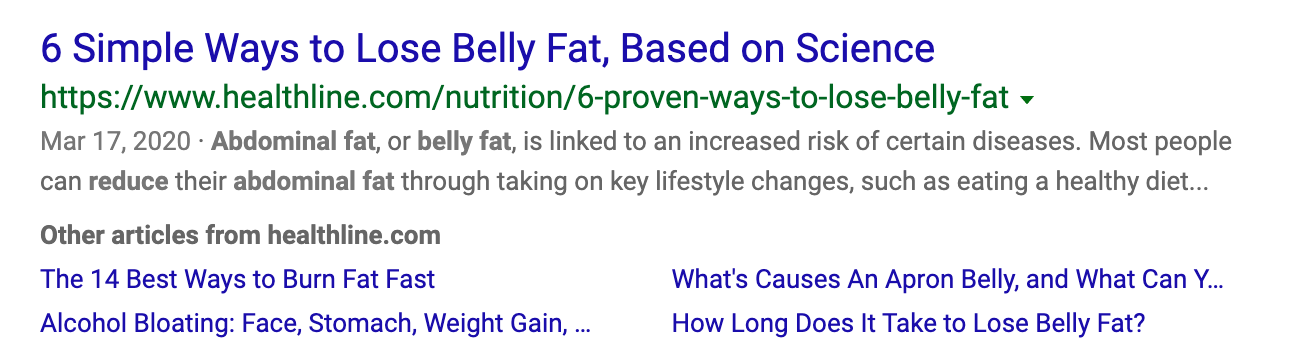 6 Simple Ways to Lose Belly Fat, Based on Science
https://www.healthline.com/nutrition/6-proven-ways-to-lose-belly-fat
Mar 17, 2020 · Abdominal fat, or belly fat, is linked to an increased risk of certain diseases. Most people
can reduce their abdominal fat through taking on key lifestyle changes, such as eating a healthy diet...
Other articles from healthline.com
The 14 Best Ways to Burn Fat Fast
What's Causes An Apron Belly, and What Can Y...
Alcohol Bloating: Face, Stomach, Weight Gain, ...
How Long Does It Take to Lose Belly Fat?